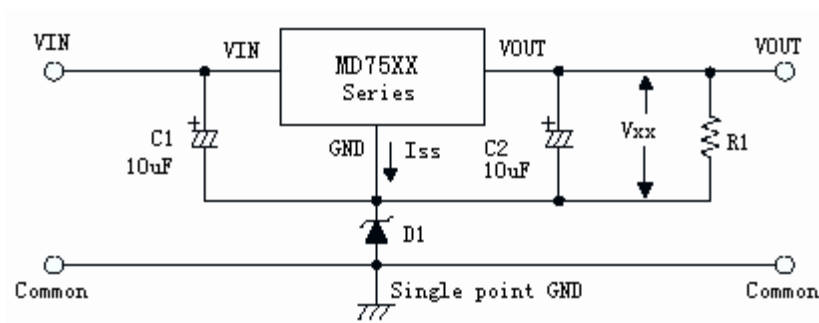 VIN
VIN
MD75XX
Series
VOUT
VOUT
C1
10uF
GND
Iss
C2
10uF
Vxx
R1
D1
Common
Single point GND
Common